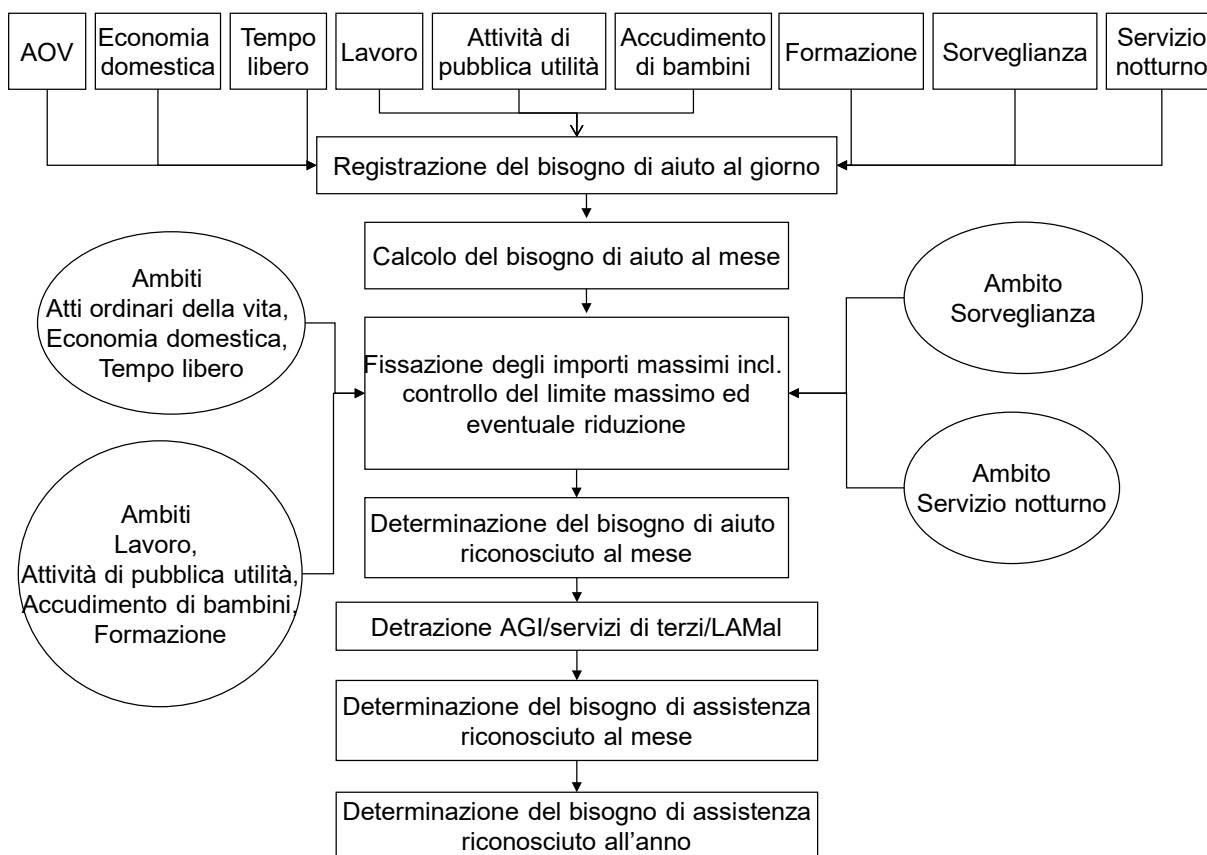 AOV
Economia
domestica
Tempo
libero
Lavoro
Attività di
pubblica utilità
Accudimento
di bambini
Formazione
Sorveglianza
Servizio
notturno
Registrazione del bisogno di aiuto al giorno
Calcolo del bisogno di aiuto al mese
Ambiti
Atti ordinari della vita,
Economia domestica,
Tempo libero
Ambito
Sorveglianza
Fissazione degli importi massimi incl.
controllo del limite massimo ed
eventuale riduzione
Ambiti
Lavoro,
Attività di pubblica utilità,
Accudimento di bambini,
Formazione
Ambito
Servizio notturno
Determinazione del bisogno di aiuto
riconosciuto al mese
Detrazione AGI/servizi di terzi/LAMal
Determinazione del bisogno di assistenza
riconosciuto al mese
Determinazione del bisogno di assistenza
riconosciuto all’anno